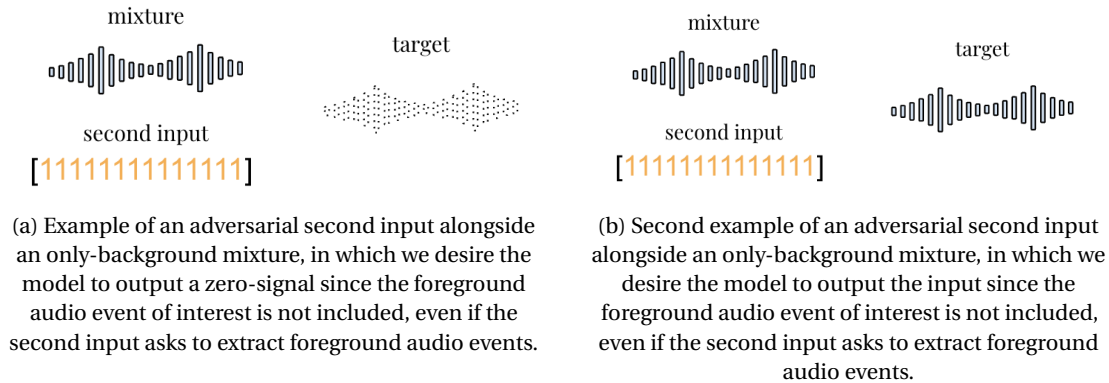 mixture
target
second input
[11111111111111]
(a) Example of an adversarial second input alongside
an only-background mixture, in which we desire the
model to output a zero-signal since the foreground
audio event of interest is not included, even if the
second input asks to extract foreground audio events.
mixture
target
second input
[11111111111111]
(b) Second example of an adversarial second input
alongside an only-background mixture, in which we
desire the model to output the input since the
foreground audio event of interest is not included,
even if the second input asks to extract foreground
audio events.